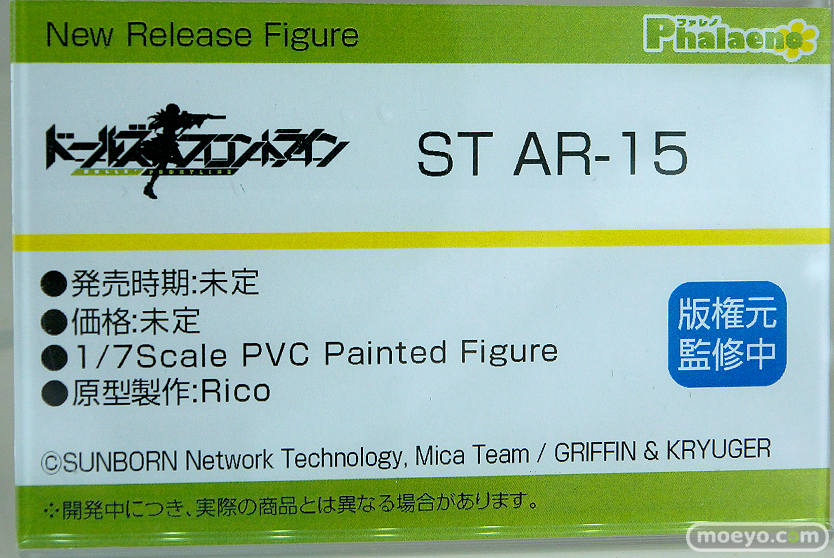 New Release Figure
ファレノ
Phalaeno
ドールズフロントライン
DOLLS' FRONTLINE
ST AR-15
●発売時期:未定
●価格:未定
●1/7Scale PVC Painted Figure
●原型製作:Rico
版権元
監修中
©SUNBORN Network Technology, Mica Team / GRIFFIN & KRYUGER
※開発中につき、実際の商品とは異なる場合があります。
moeyo.com